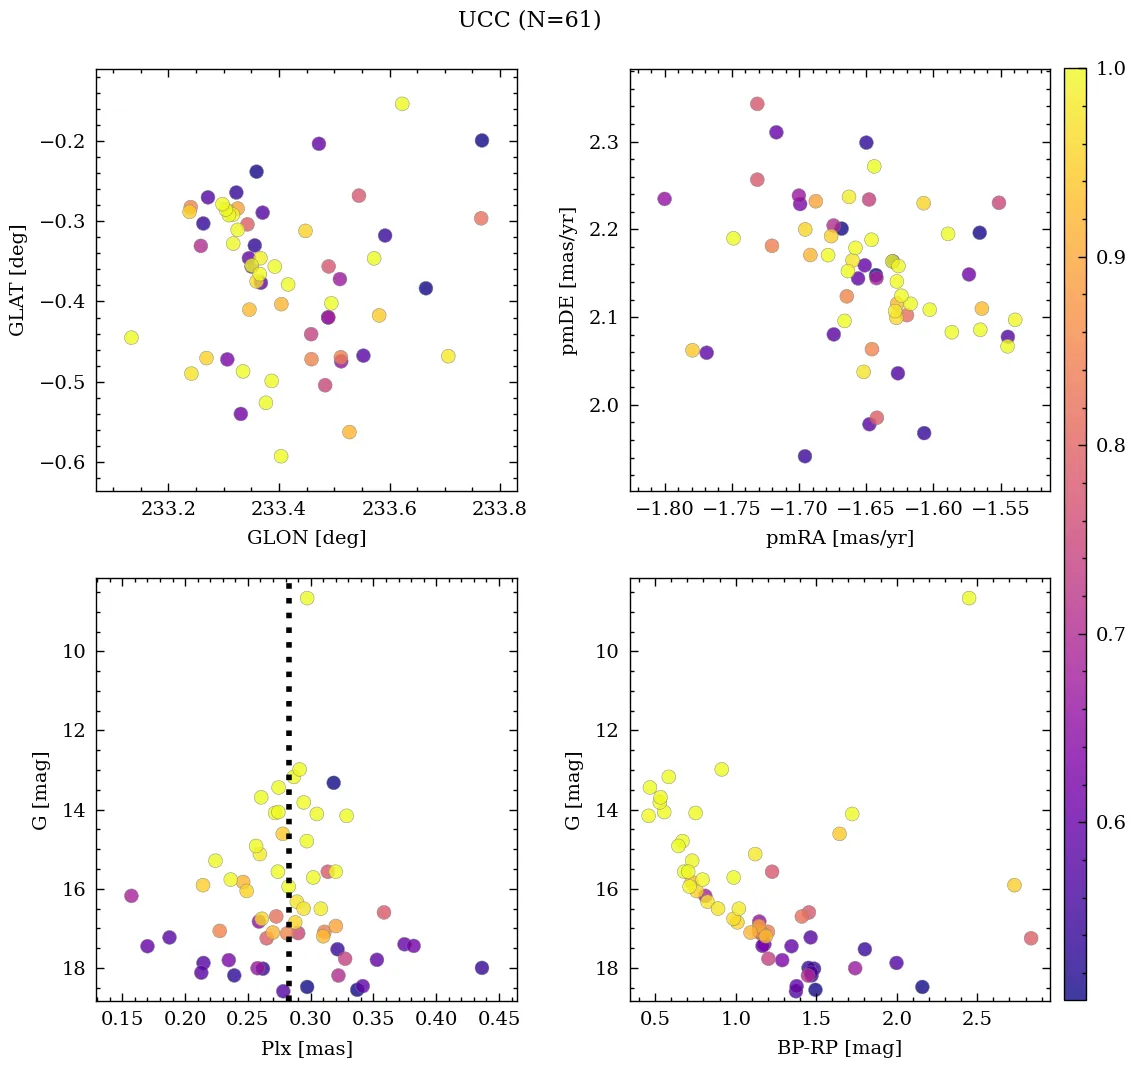 UCC (N=61)
−0.2
−0.3
−0.4
−0.5
−0.6
GLAT [deg]
233.2 233.4 233.6 233.8
GLON [deg]
2.3
2.2
2.1
2.0
pmDE [mas/yr]
−1.80 −1.75 −1.70 −1.65 −1.60 −1.55
pmRA [mas/yr]
1.0
0.9
0.8
0.7
0.6
10
12
14
16
18
G [mag]
0.15 0.20 0.25 0.30 0.35 0.40 0.45
Plx [mas]
10
12
14
16
18
G [mag]
0.5 1.0 1.5 2.0 2.5
BP-RP [mag]